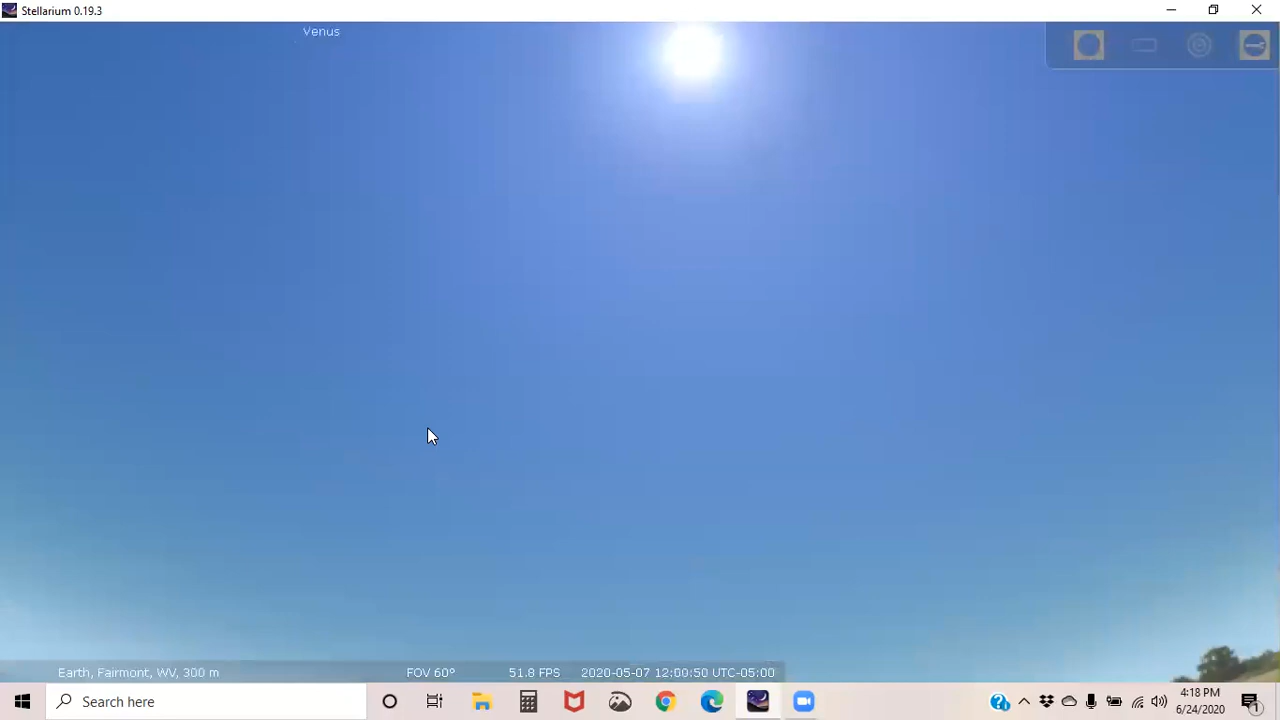 Stellarium 0.19.3
Venus
Earth, Fairmont, WV, 300 m FOV 60° 51.8 FPS 2020-05-07 12:00:50 UTC-05:00
Search here
4:18 PM
6/24/2020
1